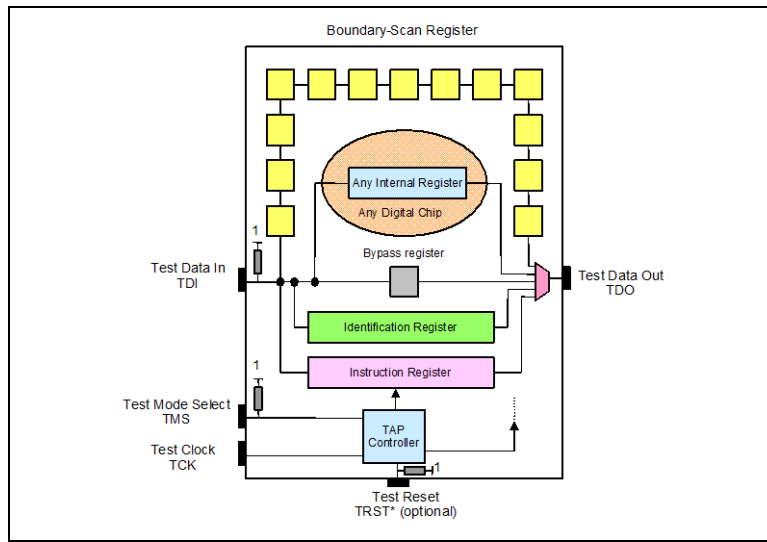 Boundary-Scan Register
Any Internal Register
Any Digital Chip
1
Bypass register
Test Data In
TDI
Test Data Out
TDO
Identification Register
1
Instruction Register
Test Mode Select
TMS
TAP
Controller
Test Clock
TCK
1
Test Reset
TRST* (optional)